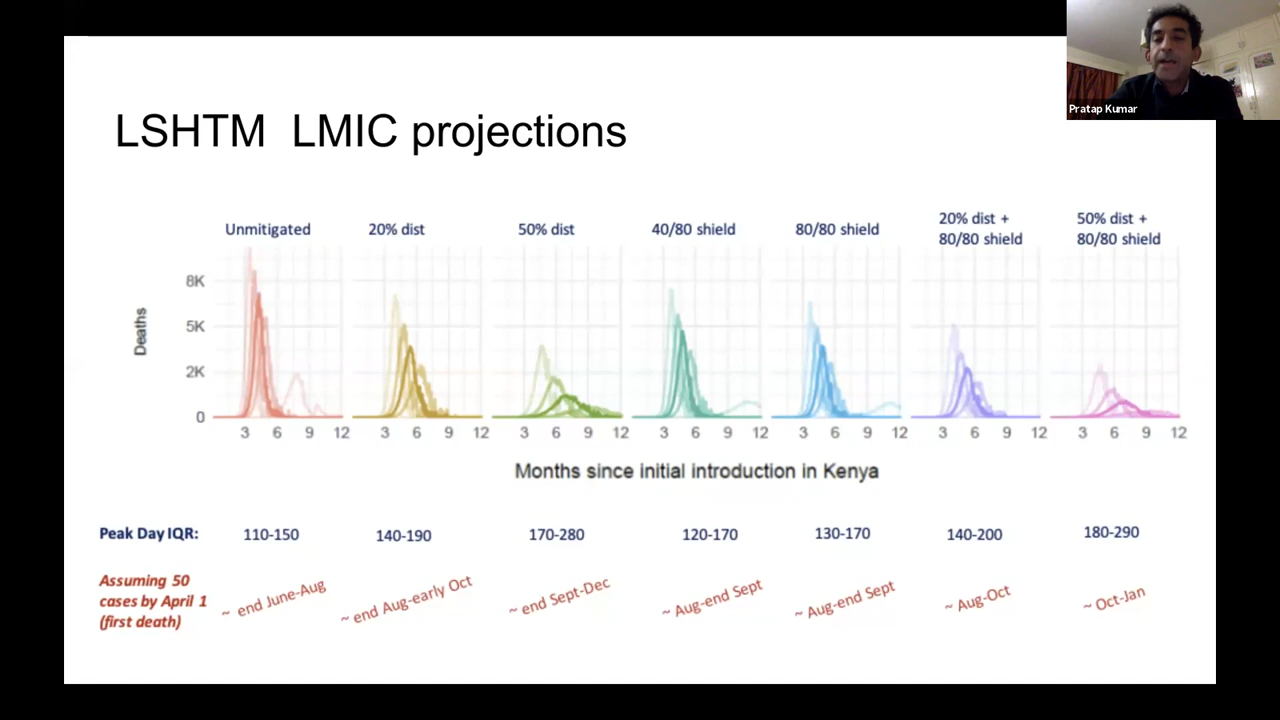 Pratap Kumar
LSHTM LMIC projections
Unmitigated
20% dist
50% dist
40/80 shield
80/80 shield
20% dist +
80/80 shield
50% dist +
80/80 shield
Deaths
8K
5K
2K
0
3 6 9 12 3 6 9 12 3 6 9 12 3 6 9 12 3 6 9 12 3 6 9 12 3 6 9 12
Months since initial introduction in Kenya
Peak Day IQR: 110-150 140-190 170-280 120-170 130-170 140-200 180-290
Assuming 50
cases by April 1
(first death)
~ end June-Aug
~ end Aug-early Oct
~ end Sept-Dec
~ Aug-end Sept
~ Aug-end Sept
~ Aug-Oct
~ Oct-Jan